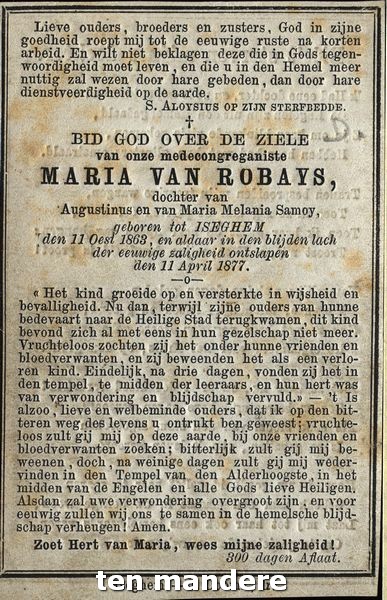 Lieve ouders, broeders en zusters, God in zijne
goedheid roept mij tot de eeuwige ruste na korten
arbeid. En wilt niet beklagen deze die in Gods tegen-
woordigheid moet leven, en die u in den Hemel meer
nuttig zal wezen door hare gebeden, dan door hare
dienstveerdigheid op de aarde.
S. ALOYSIUS OP ZIJN STERFBEDDE.
†
BID GOD OVER DE ZIELE
van onze medecongreganiste
MARIA VAN ROBAYS,
dochter van
Augustinus en van Maria Melania Samoy,
geboren tot ISEGHEM
den 11 Oest 1863, en aldaar in den blijden lach
der eeuwige zaligheid ontslapen
den 11 April 1877.
—o—
« Het kind groeide op en versterkte in wijsheid en
bevalligheid. Nu dan, terwijl zijne ouders van hunne
bedevaart naar de Heilige Stad terugkwamen, dit kind
bevond zich al met eens in hun gezelschap niet meer.
Vruchteloos zochten zij het onder hunne vrienden en
bloedverwanten, en zij beweenden het als een verlo-
ren kind. Eindelijk, na drie dagen, vonden zij het in
den tempel, te midden der leeraars, en hun hert was
van verwondering en blijdschap vervuld.» — 't Is
alzoo, lieve en welbeminde ouders, dat ik op den bit-
teren weg des levens u ontrukt ben geweest; vruchte-
loos zult gij mij op deze aarde, bij onze vrienden en
bloedverwanten zoeken; bitterlijk zult gij mij be-
weenen, doch, na weinige dagen zult gij mij weder-
vinden in den Tempel van den Alderhoogste, in het
midden van de Engelen en alle Gods lieve Heiligen.
Alsdan zal uwe verwondering overgroot zijn, en voor
eeuwig zullen wij ons te samen in de hemelsche blijd-
schap verheugen! Amen.
Zoet Hert van Maria, wees mijne zaligheid!
300 dagen Aflaat.
ten mandere